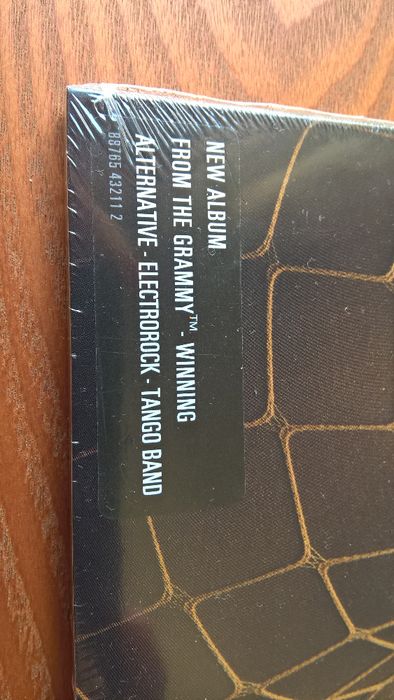 NEW ALBUM
FROM THE GRAMMY™ - WINNING
ALTERNATIVE - ELECTROROCK - TANGO BAND
88765 43211 2